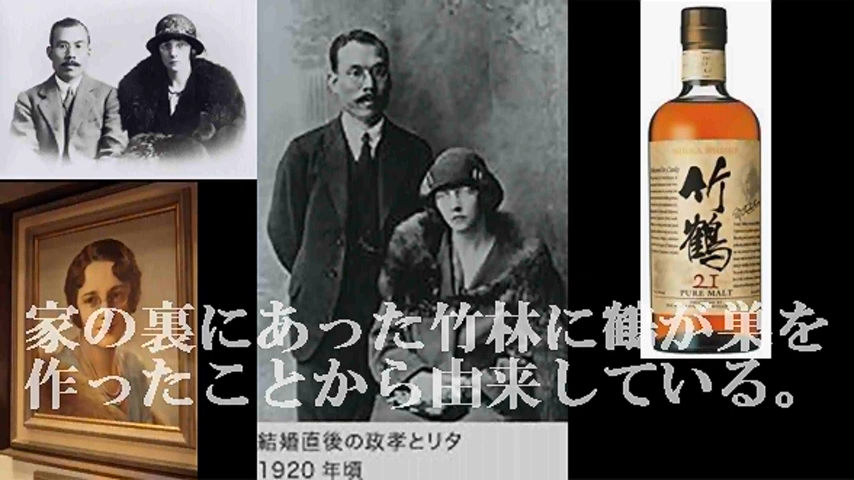 竹鶴
21
PURE MALT
家の裏にあった竹林に鶴が巣を
作ったことから由来している。
結婚直後の政孝とリタ
1920 年頃